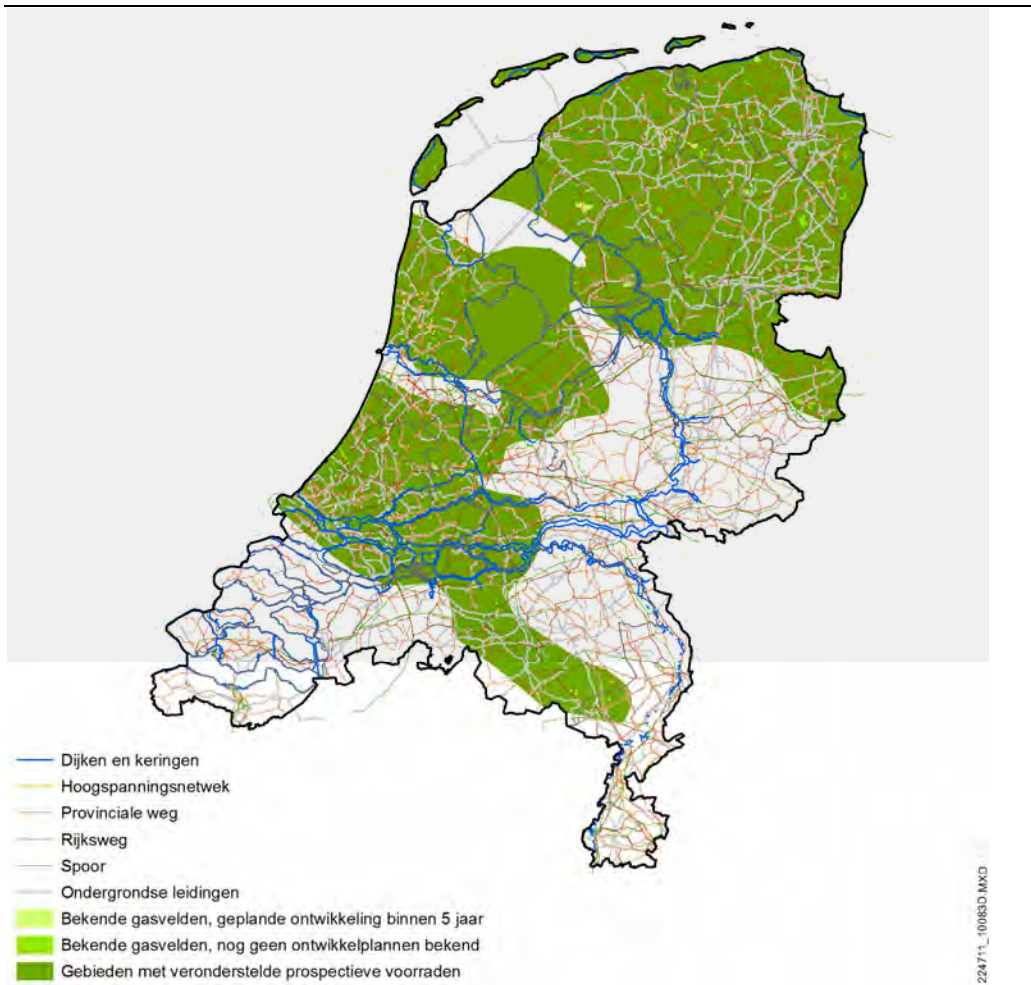 Dijken en keringen
Hoogspanningsnetwek
Provinciale weg
Rijksweg
Spoor
Ondergrondse leidingen
Bekende gasvelden, geplande ontwikkeling binnen 5 jaar
Bekende gasvelden, nog geen ontwikkelplannen bekend
Gebieden met veronderstelde prospectieve voorraden
224711_10083O.MXD